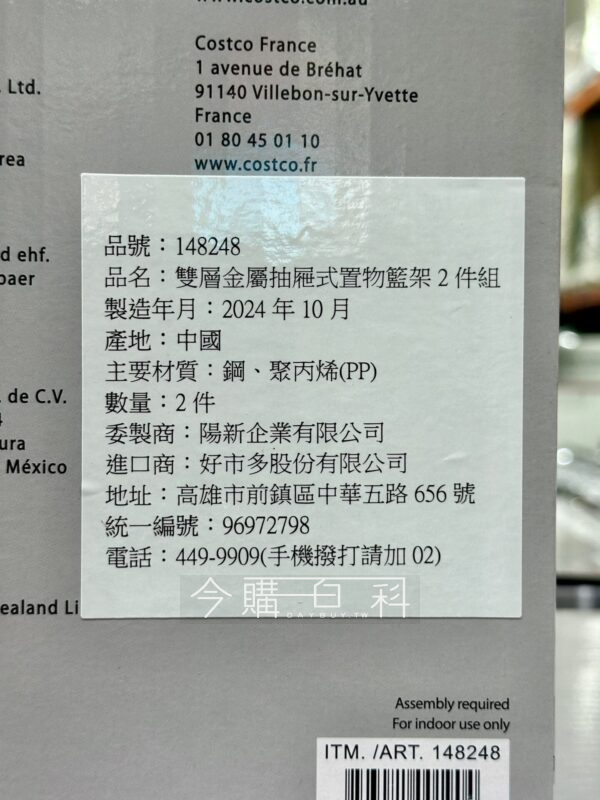 www.costco.com.au
Costco France
1 avenue de Bréhat
91140 Villebon-sur-Yvette
France
01 80 45 01 10
www.costco.fr
Ltd.
rea
d ehf.
baer
. de C.V.
4
ura
México
ealand Li
品號：148248
品名：雙層金屬抽屜式置物籃架 2 件組
製造年月：2024 年 10 月
產地：中國
主要材質：鋼、聚丙烯(PP)
數量：2 件
委製商：陽新企業有限公司
進口商：好市多股份有限公司
地址：高雄市前鎮區中華五路 656 號
統一編號：96972798
電話：449-9909(手機撥打請加 02)
今購百科
DAYBUY.TW
Assembly required
For indoor use only
ITM. /ART. 148248